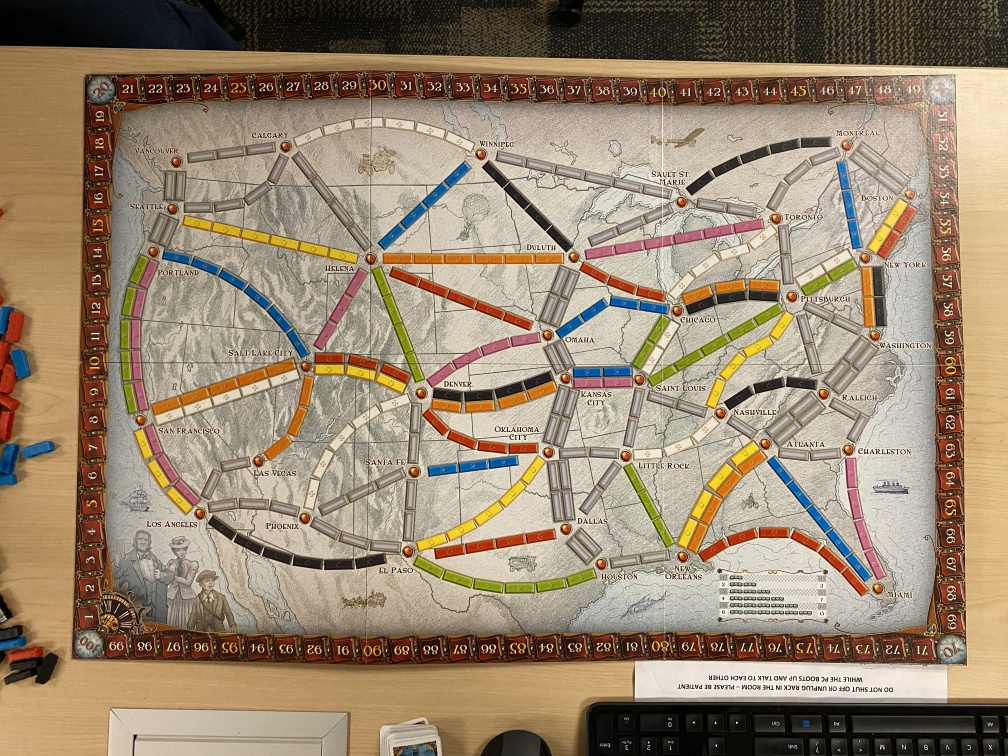 20 21 22 23 24 25 26 27 28 29 30 31 32 33 34 35 36 37 38 39 40 41 42 43 44 45 46 47 48 49
19 18 17 16 15 14 13 12 11 10 9 8 7 6 5 4 3 2 1
CALGARY
WINNIPEG
VANCOUVER
MONTRÉAL
SAULT ST.
MARIE
SEATTLE
BOSTON
TORONTO
DULUTH
HELENA
PORTLAND
NEW YORK
PITTSBURGH
CHICAGO
OMAHA
WASHINGTON
SALT LAKE CITY
DENVER
KANSAS
CITY
SAINT LOUIS
RALEIGH
NASHVILLE
SAN FRANCISCO
OKLAHOMA
CITY
ATLANTA
CHARLESTON
LAS VEGAS
SANTA FE
LITTLE ROCK
LOS ANGELES
PHOENIX
DALLAS
EL PASO
HOUSTON
NEW
ORLEANS
MIAMI
51 52 53 54 55 56 57 58 59 60 61 62 63 64 65 66 67 68 69
99 98 97 96 95 94 93 92 91 90 89 88 87 86 85 84 83 82 81 80 79 78 77 76 75 74 73 72 71 70
DO NOT SHUT OFF OR UNPLUG RACK IN THE ROOM – PLEASE BE PATIENT
WHILE THE PC BOOTS UP AND TALK TO EACH OTHER